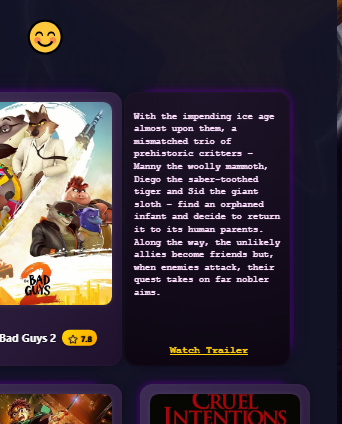 With the impending ice age
almost upon them, a
mismatched trio of
prehistoric critters –
Manny the woolly mammoth,
Diego the saber-toothed
tiger and Sid the giant
sloth – find an orphaned
infant and decide to return
it to its human parents.
Along the way, the unlikely
allies become friends but,
when enemies attack, their
quest takes on far nobler
aims.
Watch Trailer
THE BAD
GUYS
2
Bad Guys 2
7.8
CRUEL
INTENTIONS